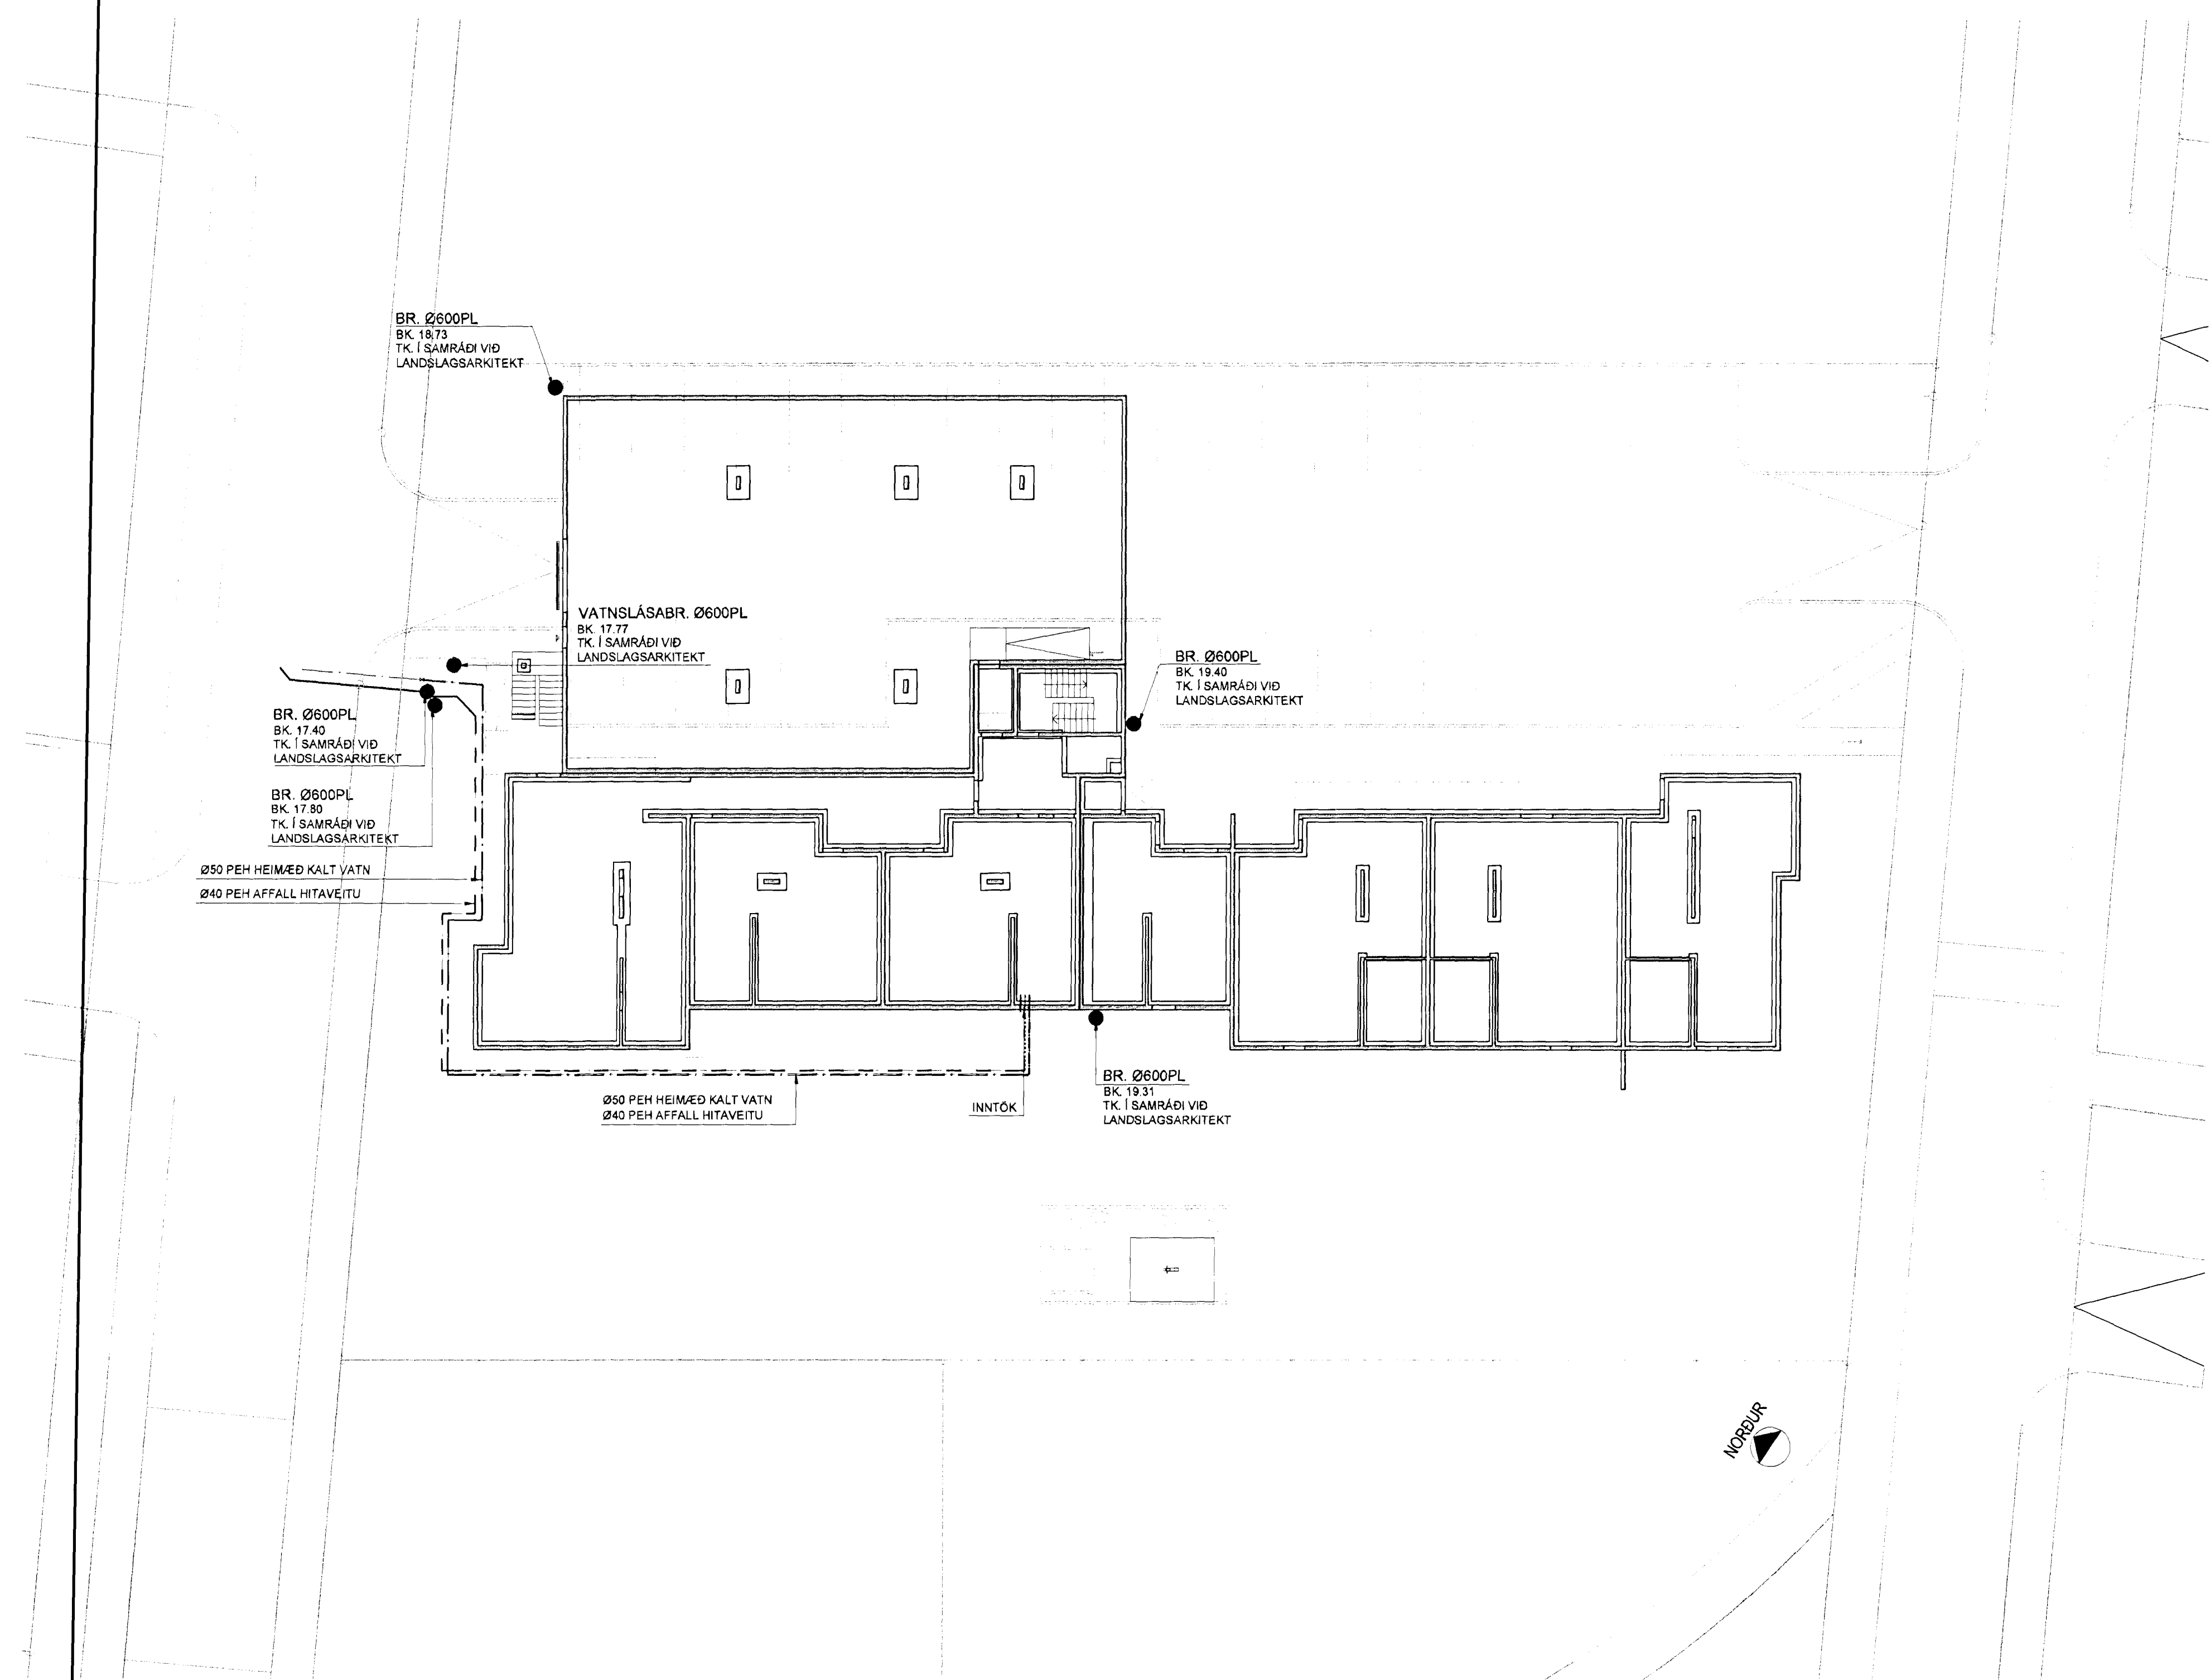 BR. Ø600PL
BK. 18.73
TK. Í SAMRÁÐI VIÐ
LANDSLAGSARKITEKT
VATNSLÁSABR. Ø600PL
BK. 17.77
TK. Í SAMRÁÐI VIÐ
LANDSLAGSARKITEKT
BR. Ø600PL
BK. 19.40
TK. Í SAMRÁÐI VIÐ
LANDSLAGSARKITEKT
BR. Ø600PL
BK. 17.40
TK. Í SAMRÁÐI VIÐ
LANDSLAGSARKITEKT
BR. Ø600PL
BK. 17.80
TK. Í SAMRÁÐI VIÐ
LANDSLAGSARKITEKT
Ø50 PEH HEIMÆÐ KALT VATN
Ø40 PEH AFFALL HITAVEITU
Ø50 PEH HEIMÆÐ KALT VATN
Ø40 PEH AFFALL HITAVEITU
INNTÖK
BR. Ø600PL
BK. 19.31
TK. Í SAMRÁÐI VIÐ
LANDSLAGSARKITEKT
NORÐUR